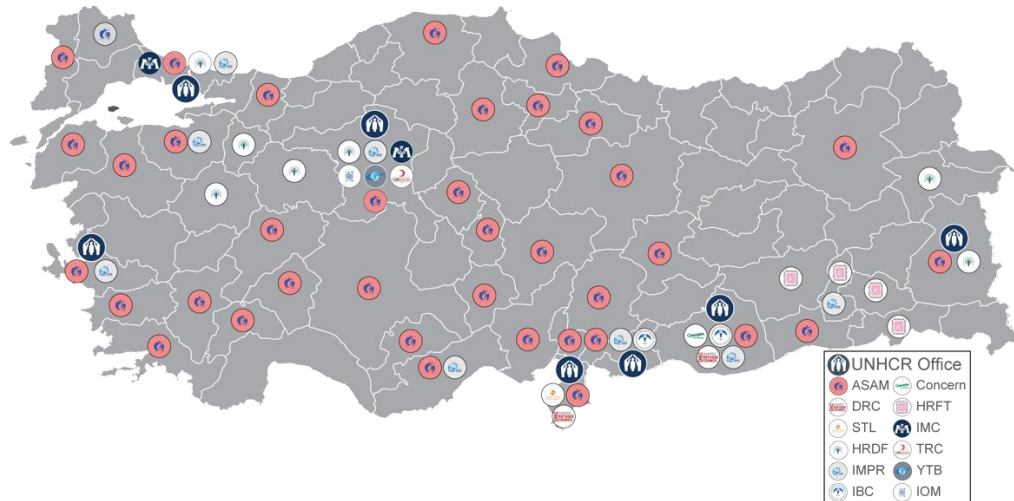 UNHCR Office
ASAM Concern
DRC HRFT
STL IMC
HRDF TRC
IMPR YTB
IBC IOM